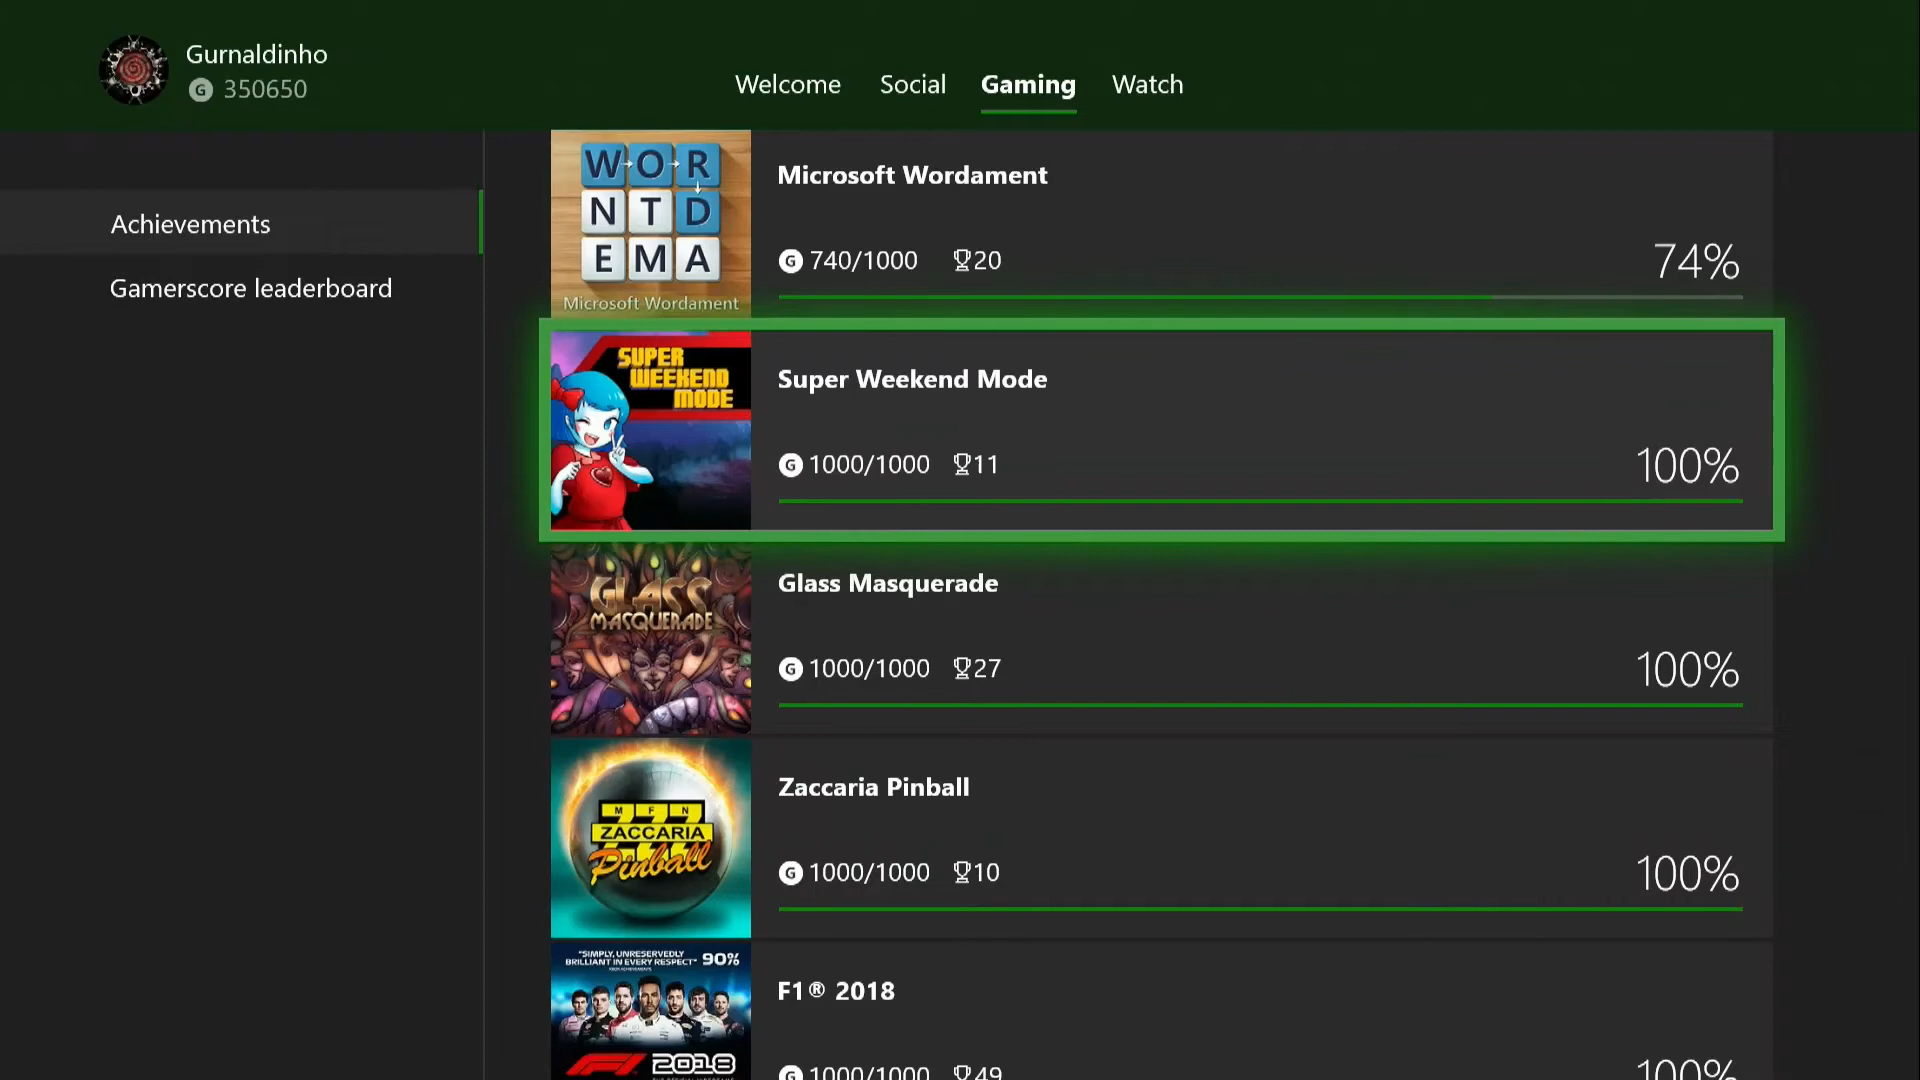 Gurnaldinho
G 350650
Welcome Social Gaming Watch
Achievements
Gamerscore leaderboard
W O R
N T D
E M A
Microsoft Wordament
Microsoft Wordament
G 740/1000 20
74%
SUPER
WEEKEND
MODE
Super Weekend Mode
G 1000/1000 11
100%
GLASS
MASQUERADE
Glass Masquerade
G 1000/1000 27
100%
M F N
ZACCARIA
Pinball
Zaccaria Pinball
G 1000/1000 10
100%
"SIMPLY, UNRESERVEDLY
BRILLIANT IN EVERY RESPECT" 90%
F1 2018
F1® 2018
G 1000/1000 49
100%